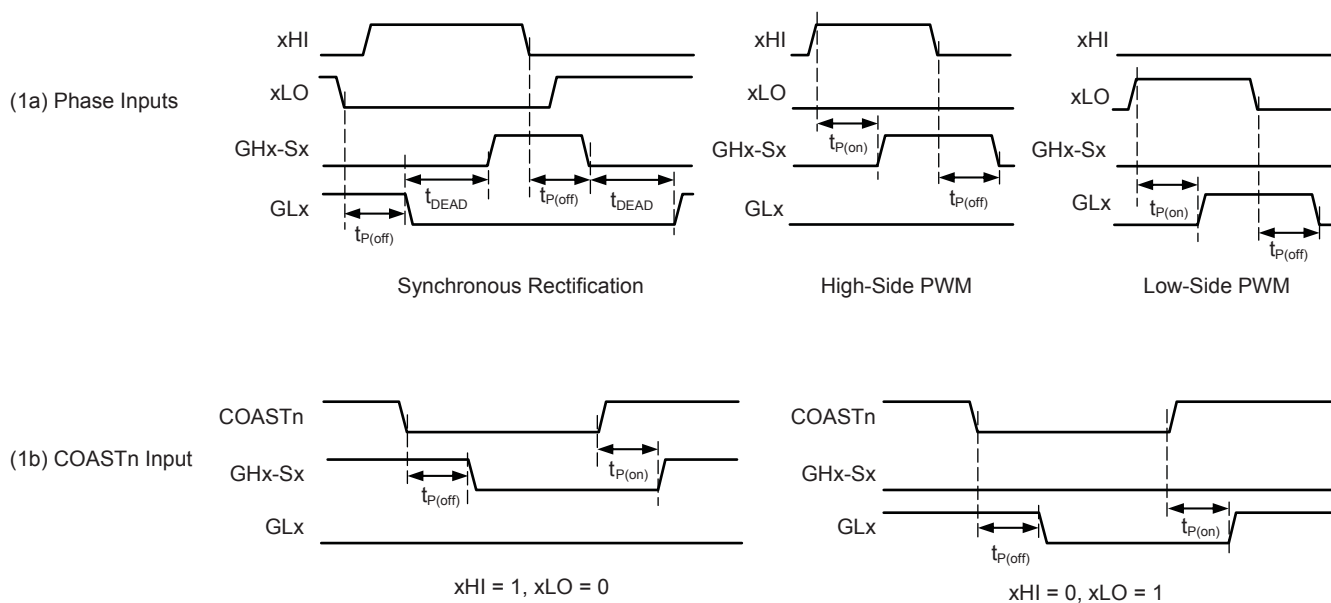 (1a) Phase Inputs
xHI
xLO
GHx-Sx
GLx
tDEAD
tP(off)
tDEAD
tP(off)
Synchronous Rectification
xHI
xLO
GHx-Sx
GLx
tP(on)
tP(off)
High-Side PWM
xHI
xLO
GHx-Sx
GLx
tP(on)
tP(off)
Low-Side PWM
(1b) COASTn Input
COASTn
GHx-Sx
GLx
tP(off)
tP(on)
xHI = 1, xLO = 0
COASTn
GHx-Sx
GLx
tP(off)
tP(on)
xHI = 0, xLO = 1